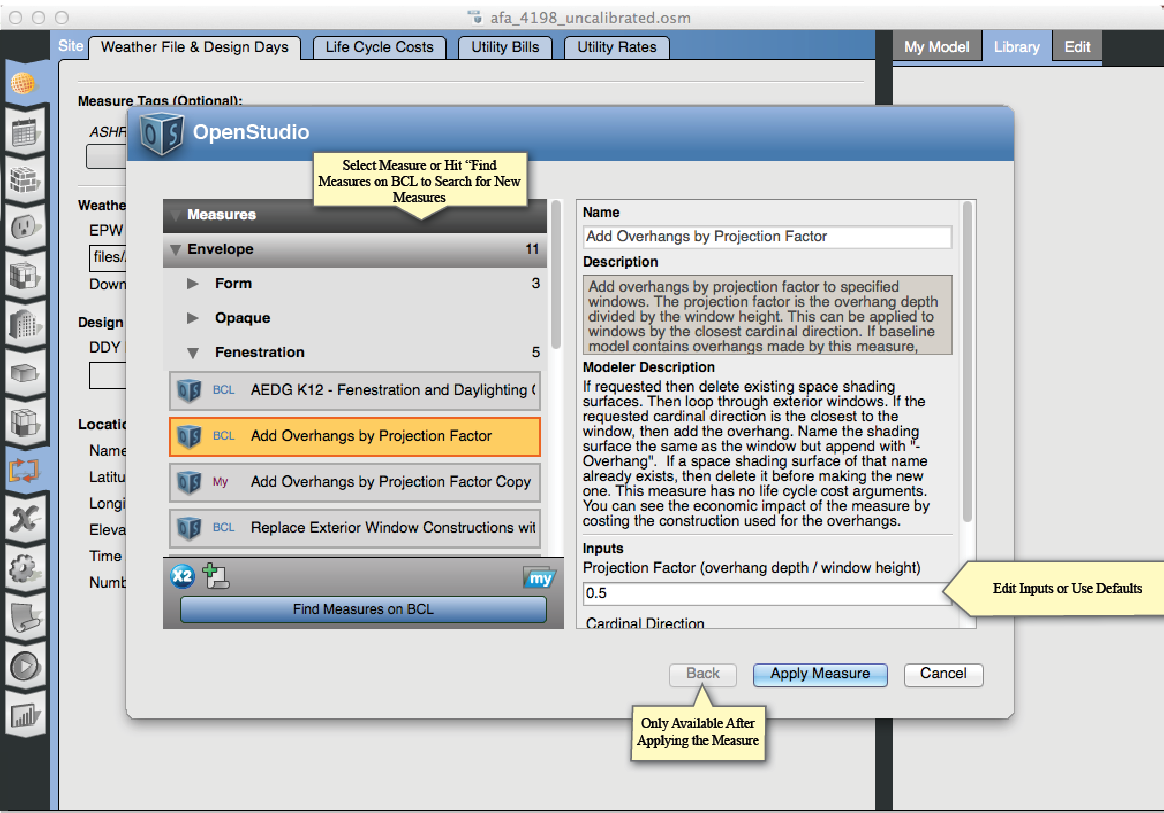 afa_4198_uncalibrated.osm
Site
Weather File & Design Days
Life Cycle Costs
Utility Bills
Utility Rates
My Model
Library
Edit
Measure Tags (Optional):
ASHR
OpenStudio
Select Measure or Hit “Find
Measures on BCL to Search for New
Measures
Weathe
EPW
files/
Down
Design
DDY
Locatio
Name
Latitu
Longi
Eleva
Time
Numb
Measures
Envelope 11
Form 3
Opaque
Fenestration 5
BCL AEDG K12 - Fenestration and Daylighting
BCL Add Overhangs by Projection Factor
My Add Overhangs by Projection Factor Copy
BCL Replace Exterior Window Constructions wit
X2
my
Find Measures on BCL
Name
Add Overhangs by Projection Factor
Description
Add overhangs by projection factor to specified
windows. The projection factor is the overhang depth
divided by the window height. This can be applied to
windows by the closest cardinal direction. If baseline
model contains overhangs made by this measure,
Modeler Description
If requested then delete existing space shading
surfaces. Then loop through exterior windows. If the
requested cardinal direction is the closest to the
window, then add the overhang. Name the shading
surface the same as the window but append with "-
Overhang".  If a space shading surface of that name
already exists, then delete it before making the new
one. This measure has no life cycle cost arguments.
You can see the economic impact of the measure by
costing the construction used for the overhangs.
Inputs
Projection Factor (overhang depth / window height)
0.5
Cardinal Direction
Edit Inputs or Use Defaults
Back
Apply Measure
Cancel
Only Available After
Applying the Measure